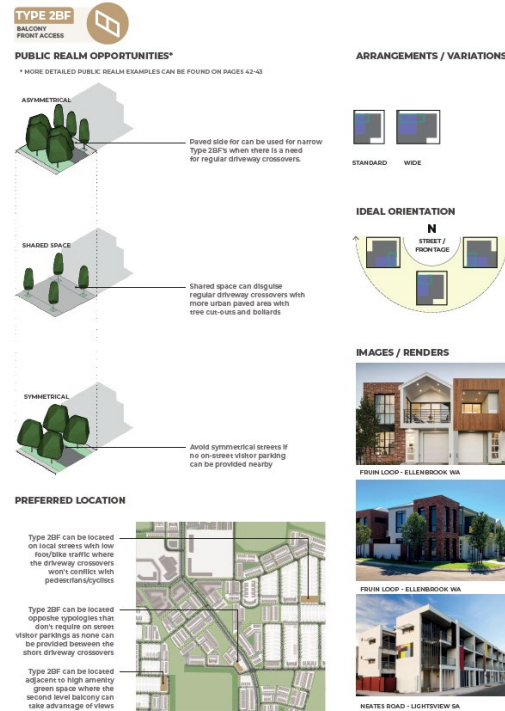 TYPE 2BF
BALCONY
FRONT ACCESS
PUBLIC REALM OPPORTUNITIES*
* MORE DETAILED PUBLIC REALM EXAMPLES CAN BE FOUND ON PAGES 42-43
ASYMMETRICAL
Paved side for can be used for narrow
Type 2BF's when there is a need
for regular driveway crossovers.
SHARED SPACE
Shared space can disguise
regular driveway crossovers with
more urban paved area with
tree cut-outs and bollards
SYMMETRICAL
Avoid symmetrical streets if
no on-street visitor parking
can be provided nearby
PREFERRED LOCATION
Type 2BF can be located
on local streets with low
foot/bike traffic where
the driveway crossovers
won't conflict with
pedestrians/cyclists
Type 2BF can be located
opposite typologies that
don't require on street
visitor parkings as none can
be provided between the
short driveway crossovers
Type 2BF can be located
adjacent to high amenity
green space where the
second level balcony can
take advantage of views
ARRANGEMENTS / VARIATIONS
STANDARD WIDE
IDEAL ORIENTATION
N
STREET /
FRONTAGE
IMAGES / RENDERS
FRUIN LOOP - ELLENBROOK WA
FRUIN LOOP - ELLENBROOK WA
NEATES ROAD - LIGHTSVIEW SA